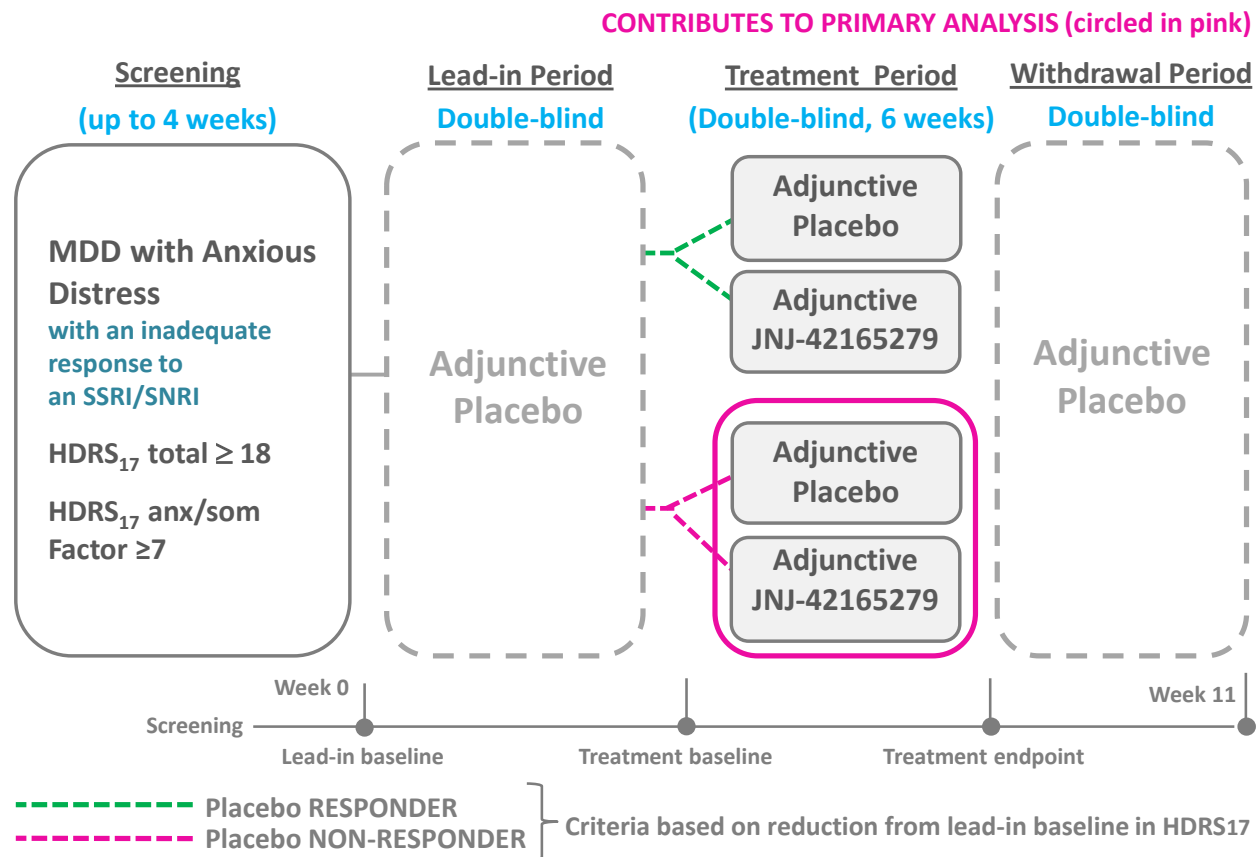 CONTRIBUTES TO PRIMARY ANALYSIS (circled in pink)
Screening
(up to 4 weeks)
Lead-in Period
Double-blind
Treatment Period
(Double-blind, 6 weeks)
Withdrawal Period
Double-blind
MDD with Anxious
Distress
with an inadequate
response to
an SSRI/SNRI
HDRS17 total ≥ 18
HDRS17 anx/som
Factor ≥7
Adjunctive
Placebo
Adjunctive
Placebo
Adjunctive
JNJ-42165279
Adjunctive
Placebo
Adjunctive
JNJ-42165279
Adjunctive
Placebo
Week 0
Week 11
Screening
Lead-in baseline
Treatment baseline
Treatment endpoint
Placebo RESPONDER
Placebo NON-RESPONDER
Criteria based on reduction from lead-in baseline in HDRS17